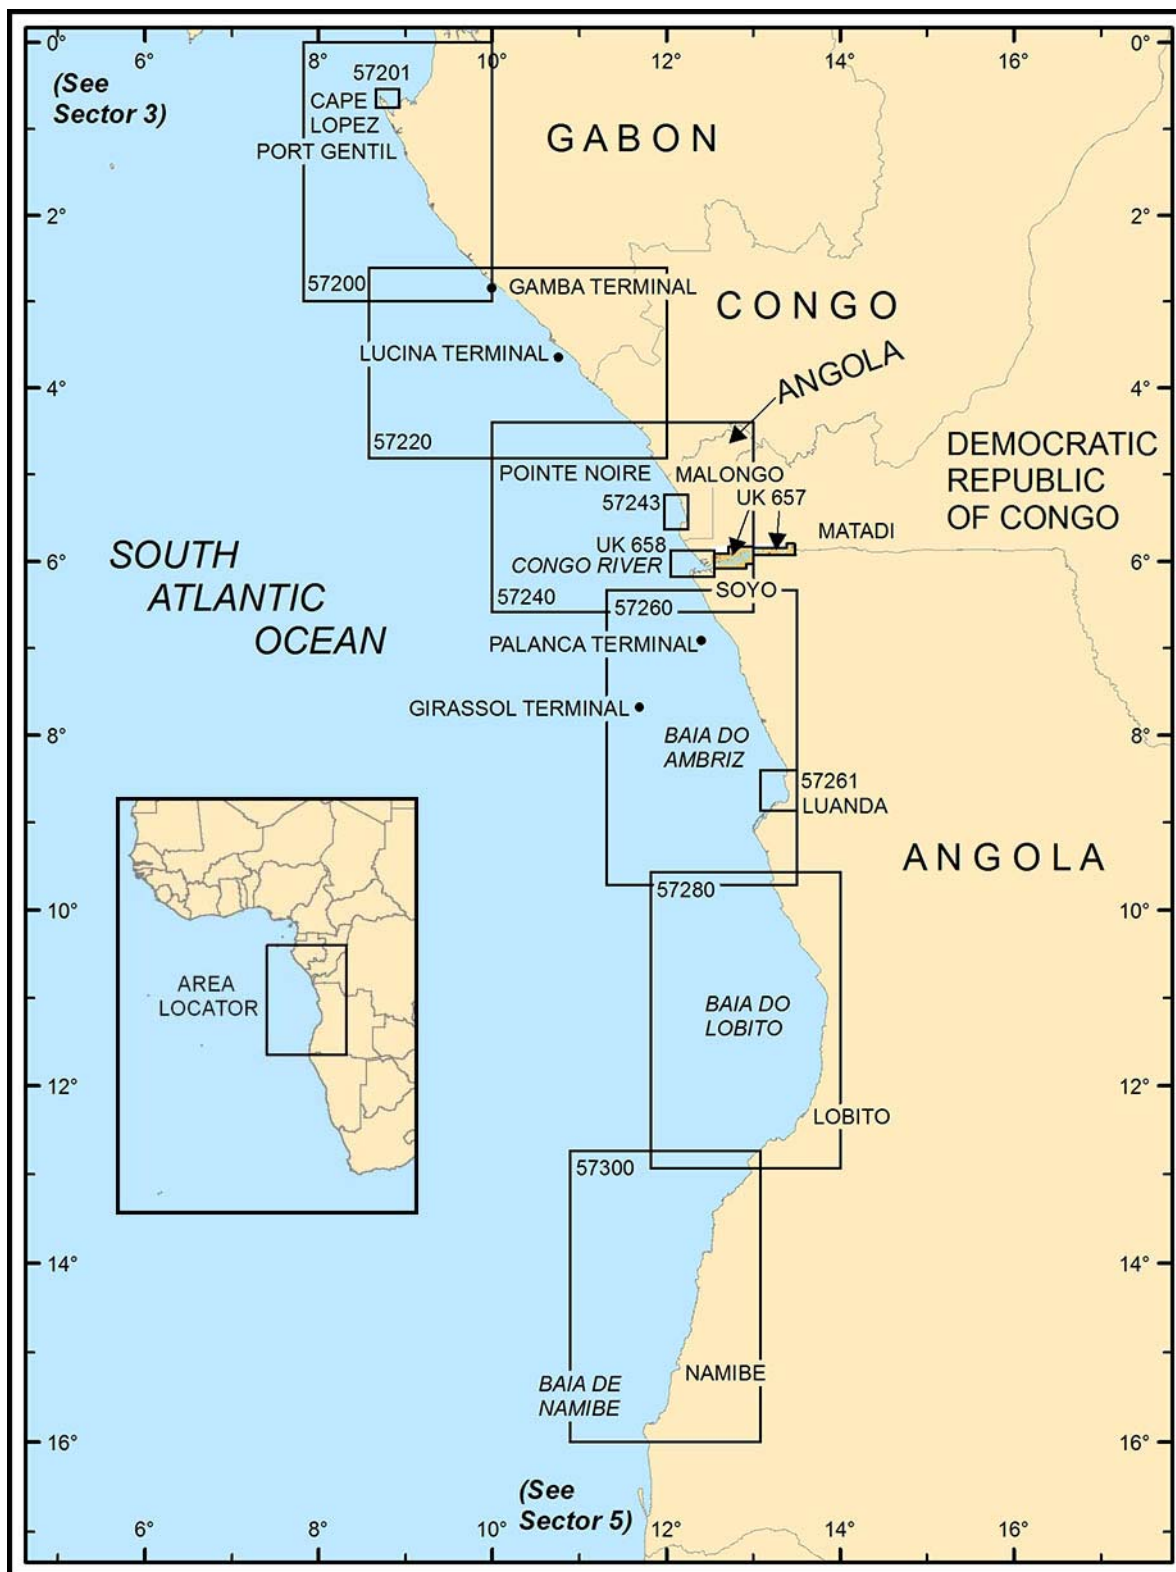 0°
6°
8°
10°
12°
14°
16°
0°
(See
Sector 3)
57201
CAPE
LOPEZ
PORT GENTIL
GABON
2°
2°
57200
GAMBA TERMINAL
CONGO
LUCINA TERMINAL
ANGOLA
4°
4°
57220
POINTE NOIRE
MALONGO
DEMOCRATIC
REPUBLIC
OF CONGO
57243
UK 657
MATADI
UK 658
CONGO RIVER
6°
6°
SOUTH
ATLANTIC
OCEAN
SOYO
57240
57260
PALANCA TERMINAL
GIRASSOL TERMINAL
8°
8°
BAIA DO
AMBRIZ
57261
LUANDA
ANGOLA
57280
10°
10°
AREA
LOCATOR
BAIA DO
LOBITO
12°
12°
LOBITO
57300
14°
14°
BAIA DE
NAMIBE
NAMIBE
16°
16°
(See
Sector 5)
6°
8°
10°
12°
14°
16°